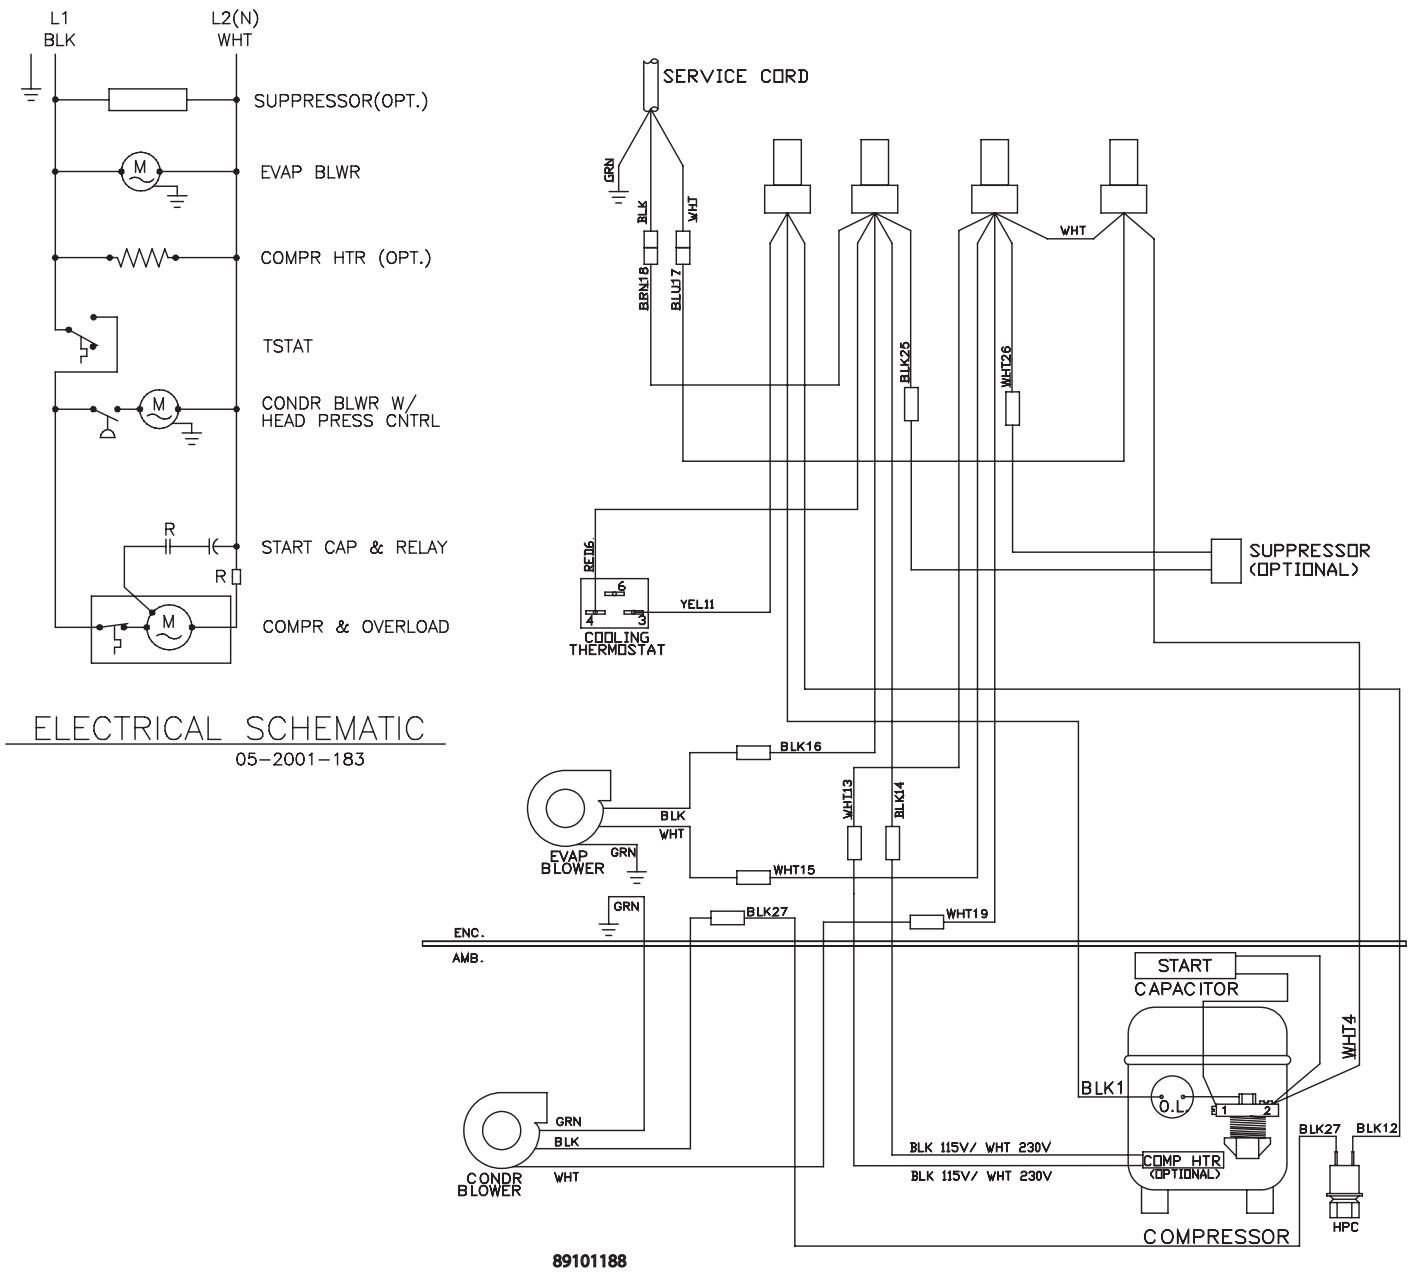 L1
BLK
L2(N)
WHT
SUPPRESSOR(OPT.)
M
EVAP BLWR
COMPR HTR (OPT.)
TSTAT
M
CONDR BLWR W/
HEAD PRESS CNTRL
R
START CAP & RELAY
R
M
COMPR & OVERLOAD
ELECTRICAL SCHEMATIC
05-2001-183
SERVICE CORD
GRN
BLK
WHT
BRN18
BLU17
WHT
BLK25
WHT26
RED6
6
4
3
YEL11
COOLING
THERMOSTAT
SUPPRESSOR
(OPTIONAL)
BLK16
WHT13
BLK14
BLK
WHT
GRN
EVAP
BLOWER
WHT15
GRN
BLK27
WHT19
ENC.
AMB.
START
CAPACITOR
WHT4
BLK1
O.L.
1
2
GRN
BLK
WHT
CONDR
BLOWER
BLK 115V/ WHT 230V
BLK 115V/ WHT 230V
COMP HTR
(OPTIONAL)
BLK27
BLK12
HPC
COMPRESSOR
89101188